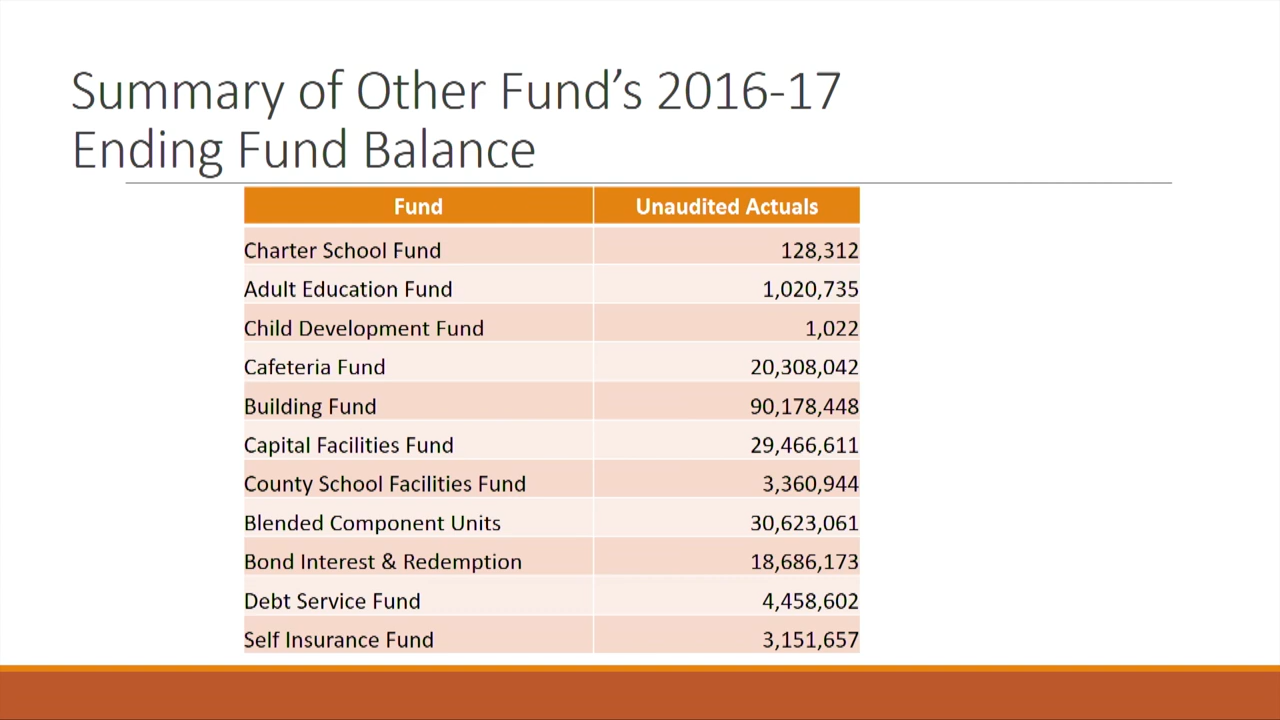 Summary of Other Fund’s 2016-17
Ending Fund Balance
Fund Unaudited Actuals
Charter School Fund 128,312
Adult Education Fund 1,020,735
Child Development Fund 1,022
Cafeteria Fund 20,308,042
Building Fund 90,178,448
Capital Facilities Fund 29,466,611
County School Facilities Fund 3,360,944
Blended Component Units 30,623,061
Bond Interest & Redemption 18,686,173
Debt Service Fund 4,458,602
Self Insurance Fund 3,151,657